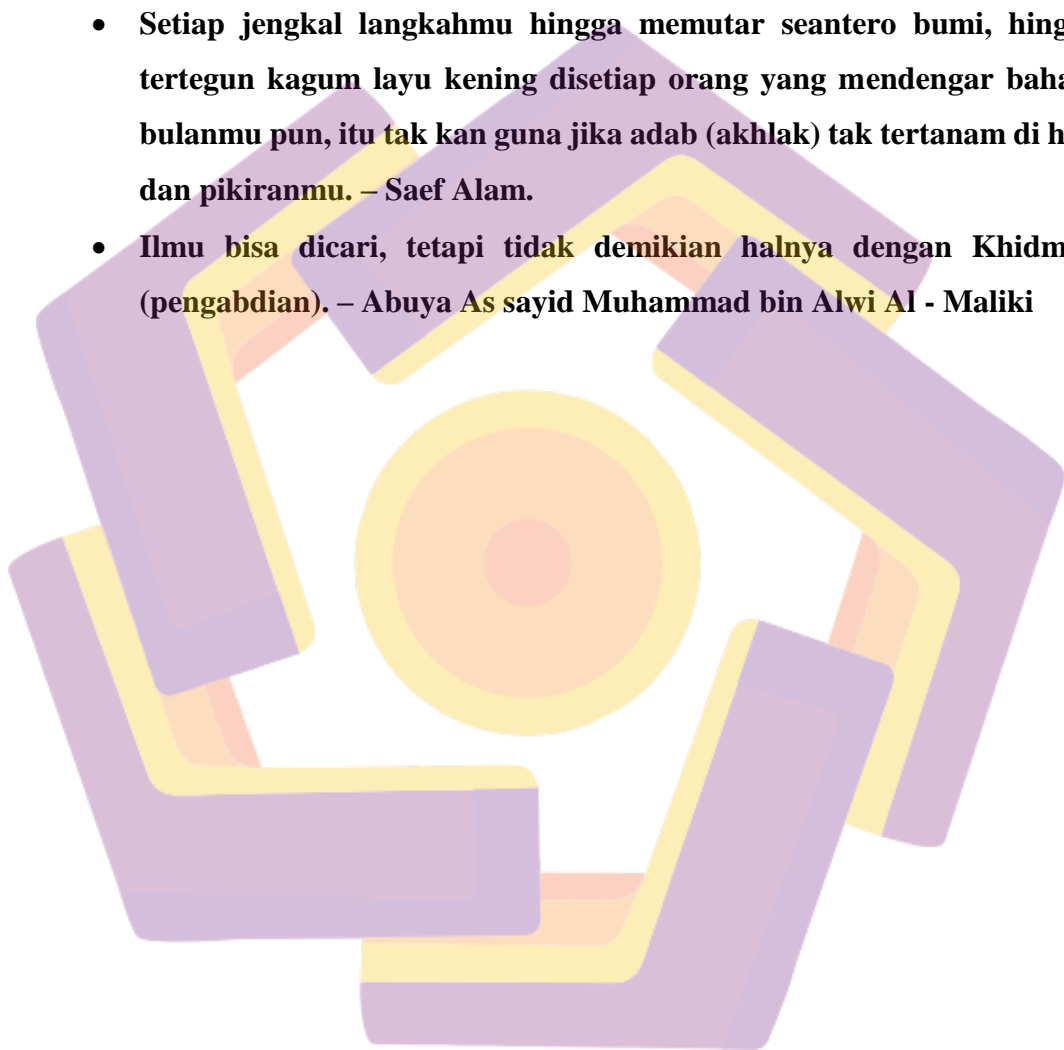 • Setiap jengkal langkahmu hingga memutar seantero bumi, hing
tertegun kagum layu kening disetiap orang yang mendengar baha
bulanmu pun, itu tak kan guna jika adab (akhlak) tak tertanam di h
dan pikiranmu. – Saef Alam.
• Ilmu bisa dicari, tetapi tidak demikian halnya dengan Khidm
(pengabdian). – Abuya As sayid Muhammad bin Alwi Al - Maliki